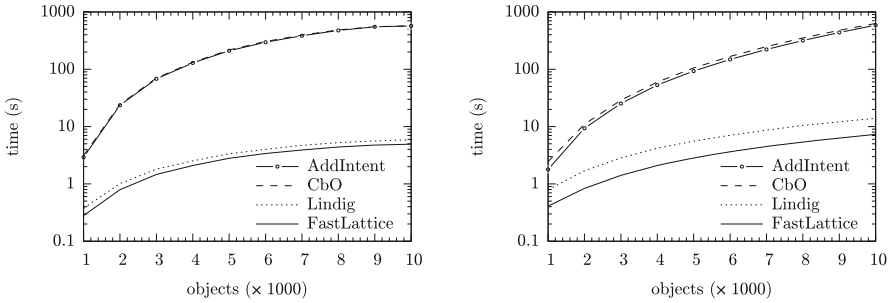 1000
100
10
1
0.1
time (s)
AddIntent
CbO
Lindig
FastLattice
1 2 3 4 5 6 7 8 9 10
objects (× 1000)
1000
100
10
1
0.1
time (s)
AddIntent
CbO
Lindig
FastLattice
1 2 3 4 5 6 7 8 9 10
objects (× 1000)